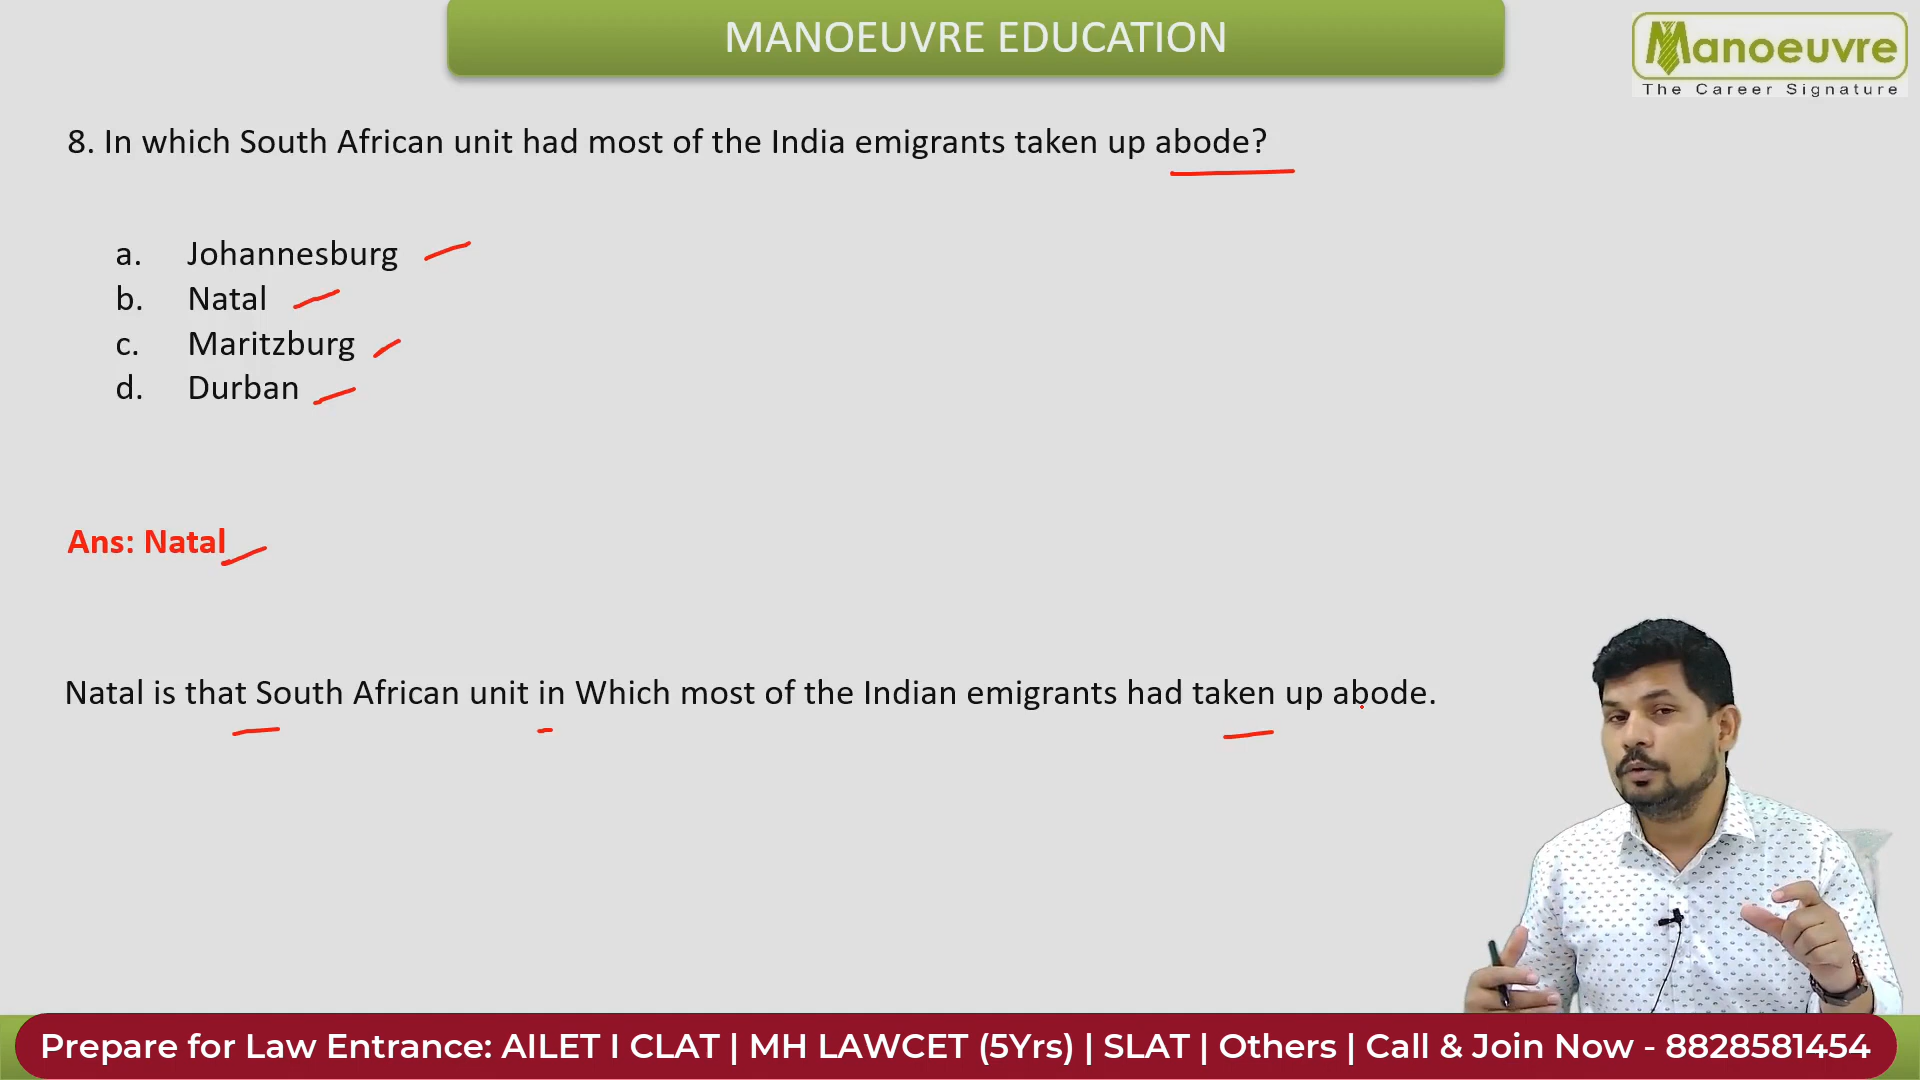 MANOEUVRE EDUCATION
Manoeuvre
The Career Signature
8. In which South African unit had most of the India emigrants taken up abode?
a. Johannesburg
b. Natal
c. Maritzburg
d. Durban
Ans: Natal
Natal is that South African unit in Which most of the Indian emigrants had taken up abode.
Prepare for Law Entrance: AILET I CLAT | MH LAWCET (5Yrs) | SLAT | Others | Call & Join Now - 8828581454